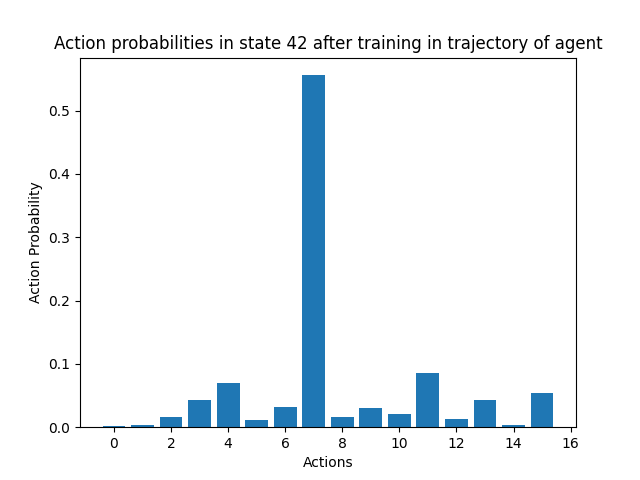 Action probabilities in state 42 after training in trajectory of agent
0.5
0.4
0.3
0.2
0.1
0.0
Action Probability
0 2 4 6 8 10 12 14 16
Actions